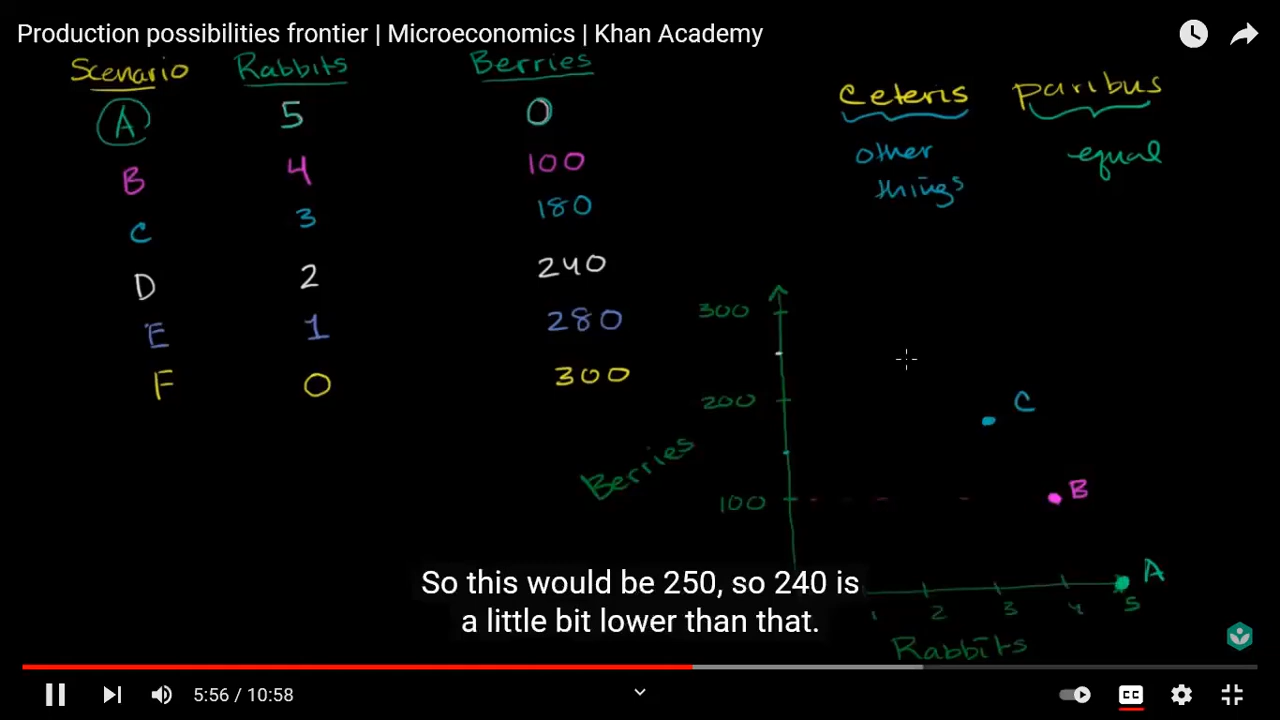 Production possibilities frontier | Microeconomics | Khan Academy
Scenario Rabbits Berries
A 5 0
B 4 100
C 3 180
D 2 240
E 1 280
F 0 300
Ceteris paribus
other equal
things
300
200
100
Berries
C
B
A
1 2 3 4 5
Rabbits
So this would be 250, so 240 is
a little bit lower than that.
5:56 / 10:58
CC